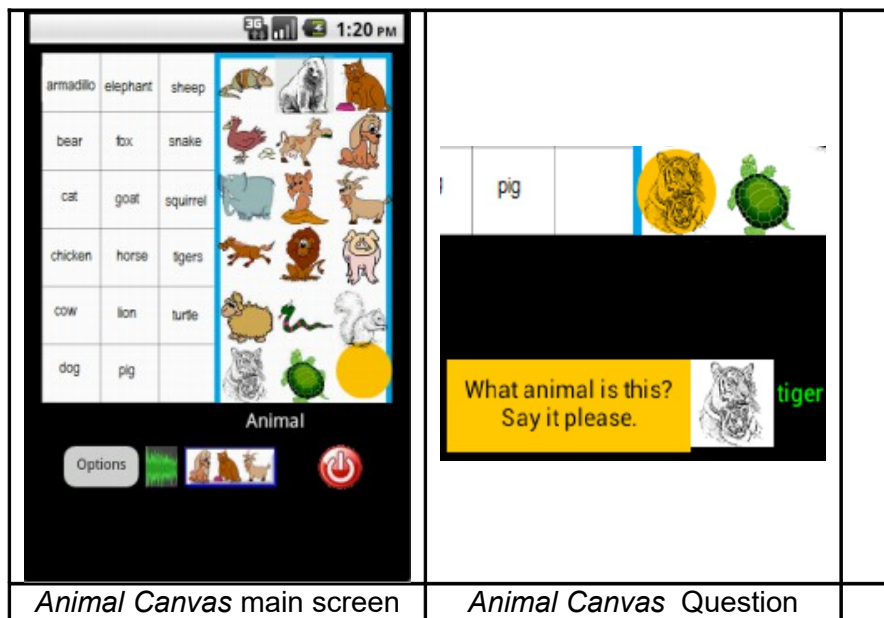 3G 1:20 PM
armadillo elephant sheep
bear fox snake
cat goat squirrel
chicken horse tigers
cow lion turtle
dog pig
Animal
Options
pig
What animal is this?
Say it please.
tiger
Animal Canvas main screen
Animal Canvas Question